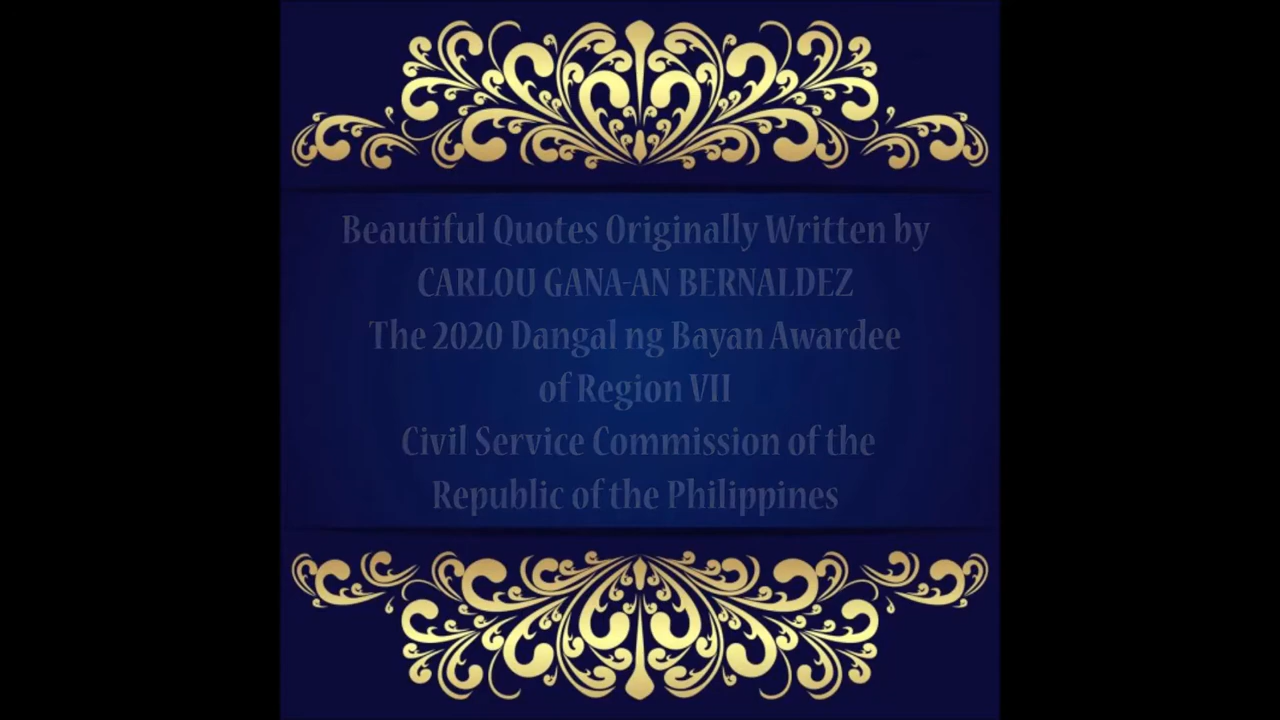 Beautiful Quotes Originally Written by
CARLOU GANA-AN BERNALDEZ
The 2020 Dangal ng Bayan Awardee
of Region VII
Civil Service Commission of the
Republic of the Philippines